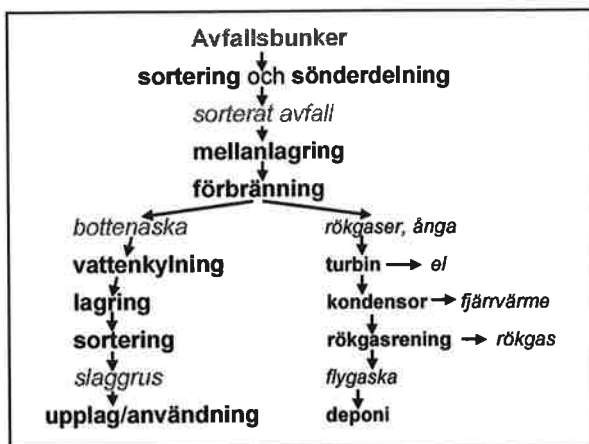 Avfallsbunker
sortering och sönderdelning
sorterat avfall
mellanlagring
förbränning
bottenaska
vattenkylning
lagring
sortering
slaggrus
upplag/användning
rökgaser, ånga
turbin → el
kondensor → fjärrvärme
rökgasrening → rökgas
flygaska
deponi